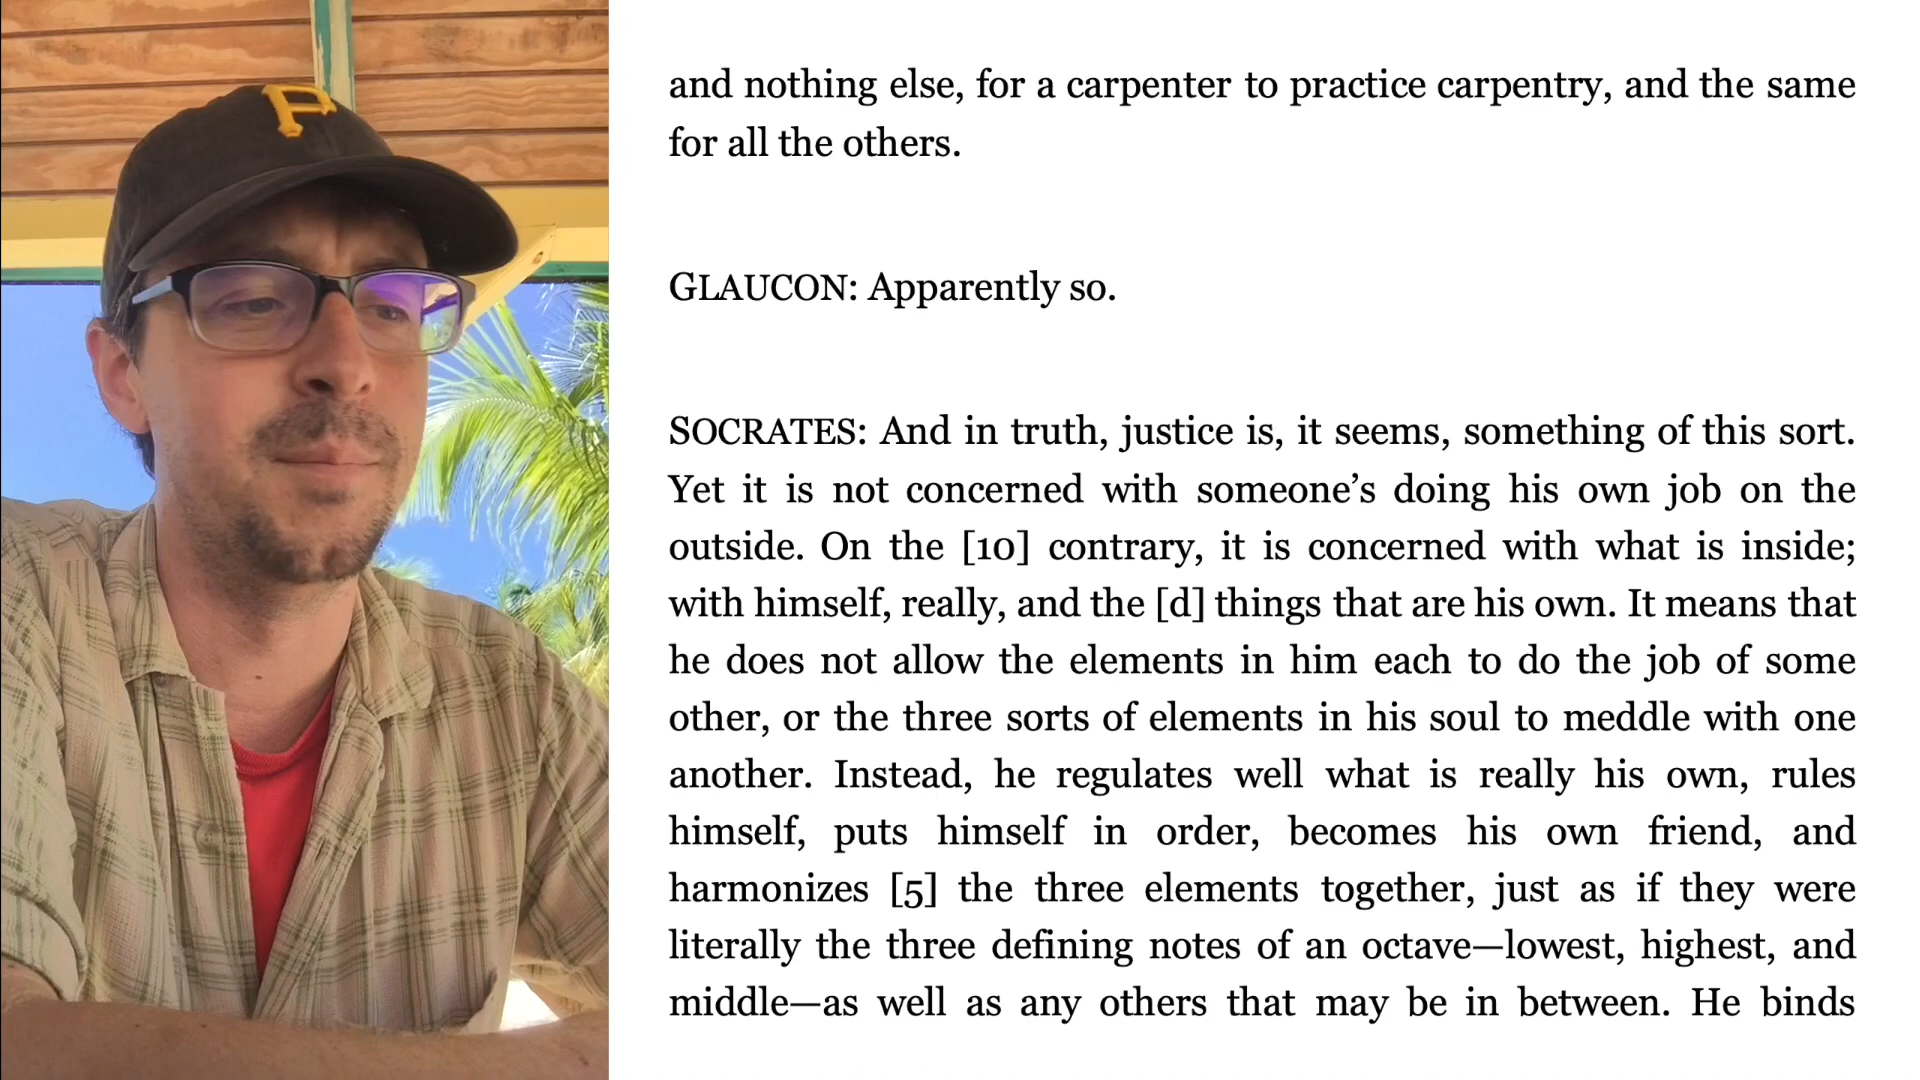 P
and nothing else, for a carpenter to practice carpentry, and the same
for all the others.
GLAUCON: Apparently so.
SOCRATES: And in truth, justice is, it seems, something of this sort.
Yet it is not concerned with someone’s doing his own job on the
outside. On the [10] contrary, it is concerned with what is inside;
with himself, really, and the [d] things that are his own. It means that
he does not allow the elements in him each to do the job of some
other, or the three sorts of elements in his soul to meddle with one
another. Instead, he regulates well what is really his own, rules
himself, puts himself in order, becomes his own friend, and
harmonizes [5] the three elements together, just as if they were
literally the three defining notes of an octave—lowest, highest, and
middle—as well as any others that may be in between. He binds